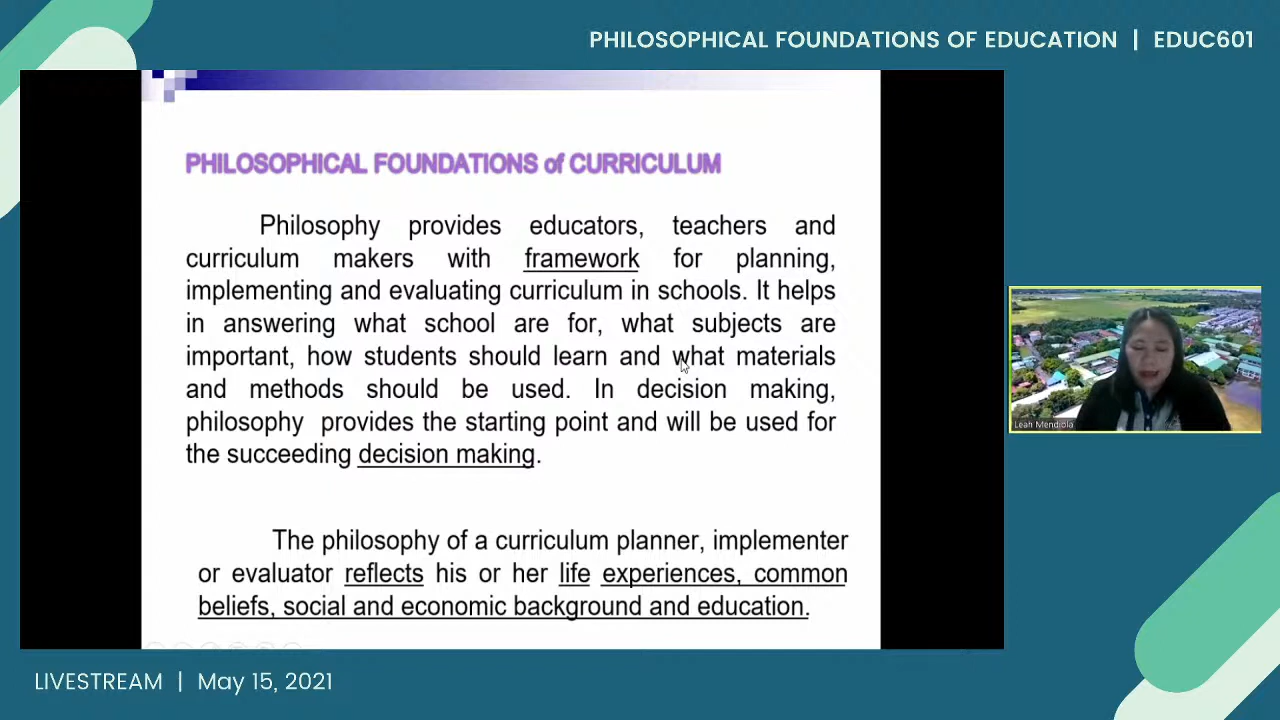 PHILOSOPHICAL FOUNDATIONS OF EDUCATION | EDUC601
PHILOSOPHICAL FOUNDATIONS of CURRICULUM
Philosophy provides educators, teachers and
curriculum makers with framework for planning,
implementing and evaluating curriculum in schools. It helps
in answering what school are for, what subjects are
important, how students should learn and what materials
and methods should be used. In decision making,
philosophy provides the starting point and will be used for
the succeeding decision making.
The philosophy of a curriculum planner, implementer
or evaluator reflects his or her life experiences, common
beliefs, social and economic background and education.
Leah Mendiola
LIVESTREAM | May 15, 2021